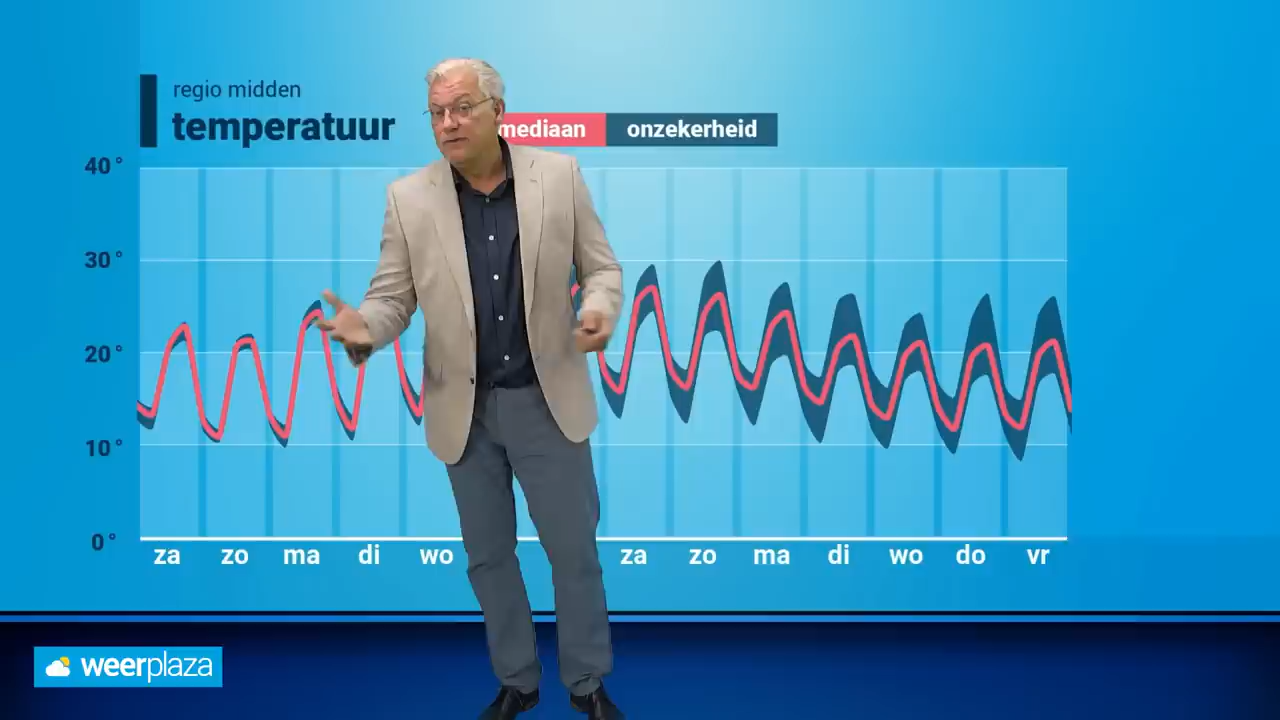 regio midden
temperatuur
mediaan onzekerheid
40°
30°
20°
10°
0°
za zo ma di wo za zo ma di wo do vr
weerplaza